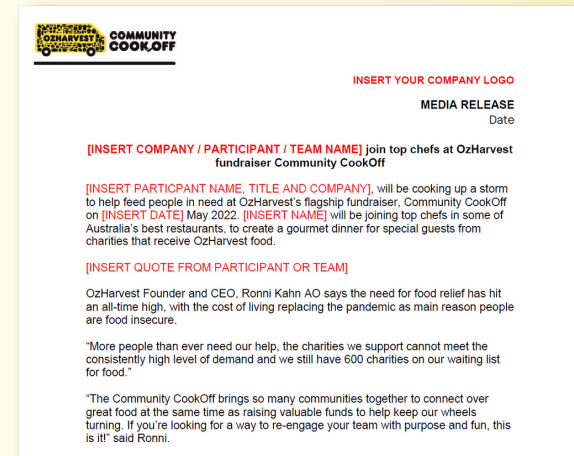 OZHARVEST
COMMUNITY
COOKOFF
INSERT YOUR COMPANY LOGO
MEDIA RELEASE
Date
[INSERT COMPANY / PARTICIPANT / TEAM NAME] join top chefs at OzHarvest
fundraiser Community CookOff
[INSERT PARTICPANT NAME, TITLE AND COMPANY], will be cooking up a storm
to help feed people in need at OzHarvest's flagship fundraiser, Community CookOff
on [INSERT DATE] May 2022. [INSERT NAME] will be joining top chefs in some of
Australia's best restaurants, to create a gourmet dinner for special guests from
charities that receive OzHarvest food.
[INSERT QUOTE FROM PARTICIPANT OR TEAM]
OzHarvest Founder and CEO, Ronni Kahn AO says the need for food relief has hit
an all-time high, with the cost of living replacing the pandemic as main reason people
are food insecure.
“More people than ever need our help, the charities we support cannot meet the
consistently high level of demand and we still have 600 charities on our waiting list
for food.”
“The Community CookOff brings so many communities together to connect over
great food at the same time as raising valuable funds to help keep our wheels
turning. If you're looking for a way to re-engage your team with purpose and fun, this
is it!” said Ronni.